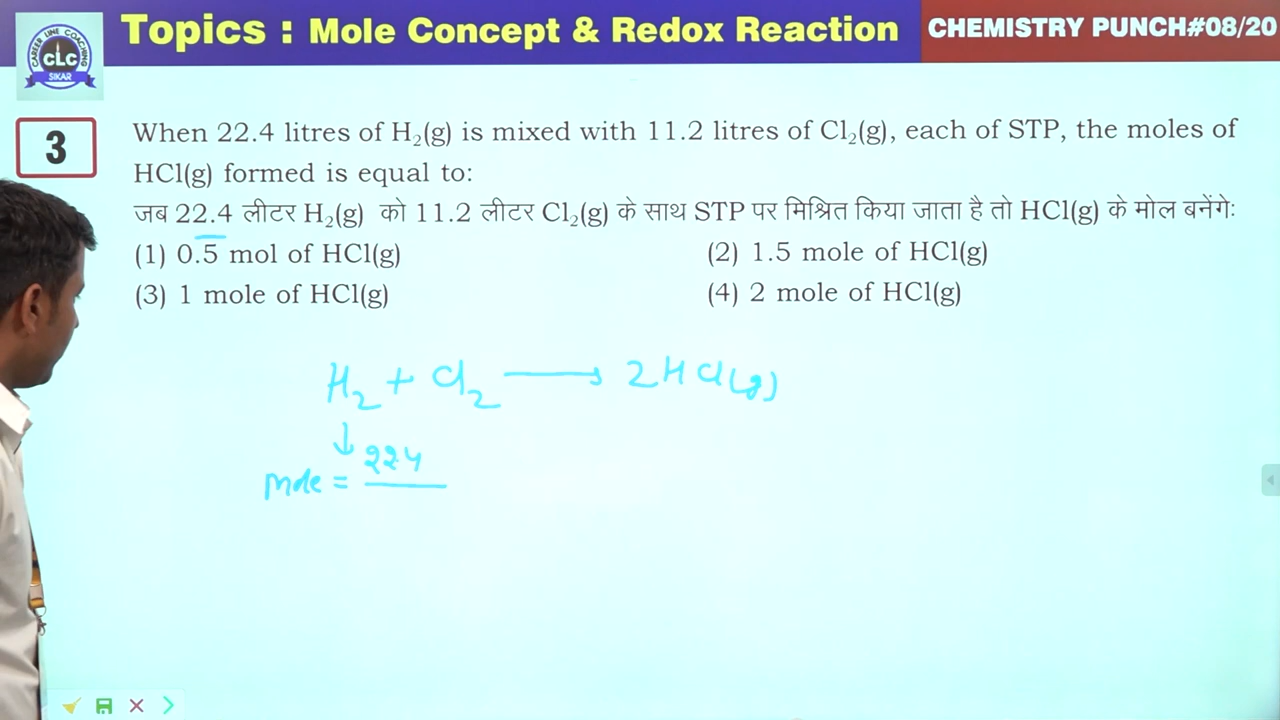 Topics : Mole Concept & Redox Reaction
CHEMISTRY PUNCH#08/20
CAREER LINE COACHING
CLC
SIKAR
3
When 22.4 litres of H₂(g) is mixed with 11.2 litres of Cl₂(g), each of STP, the moles of
HCl(g) formed is equal to:
जब 22.4 लीटर H₂(g) को 11.2 लीटर Cl₂(g) के साथ STP पर मिश्रित किया जाता है तो HCl(g) के मोल बनेंगे:
(1) 0.5 mol of HCl(g)
(2) 1.5 mole of HCl(g)
(3) 1 mole of HCl(g)
(4) 2 mole of HCl(g)
H₂ + Cl₂ → 2HCl(g)
↓ 22.4
mole =